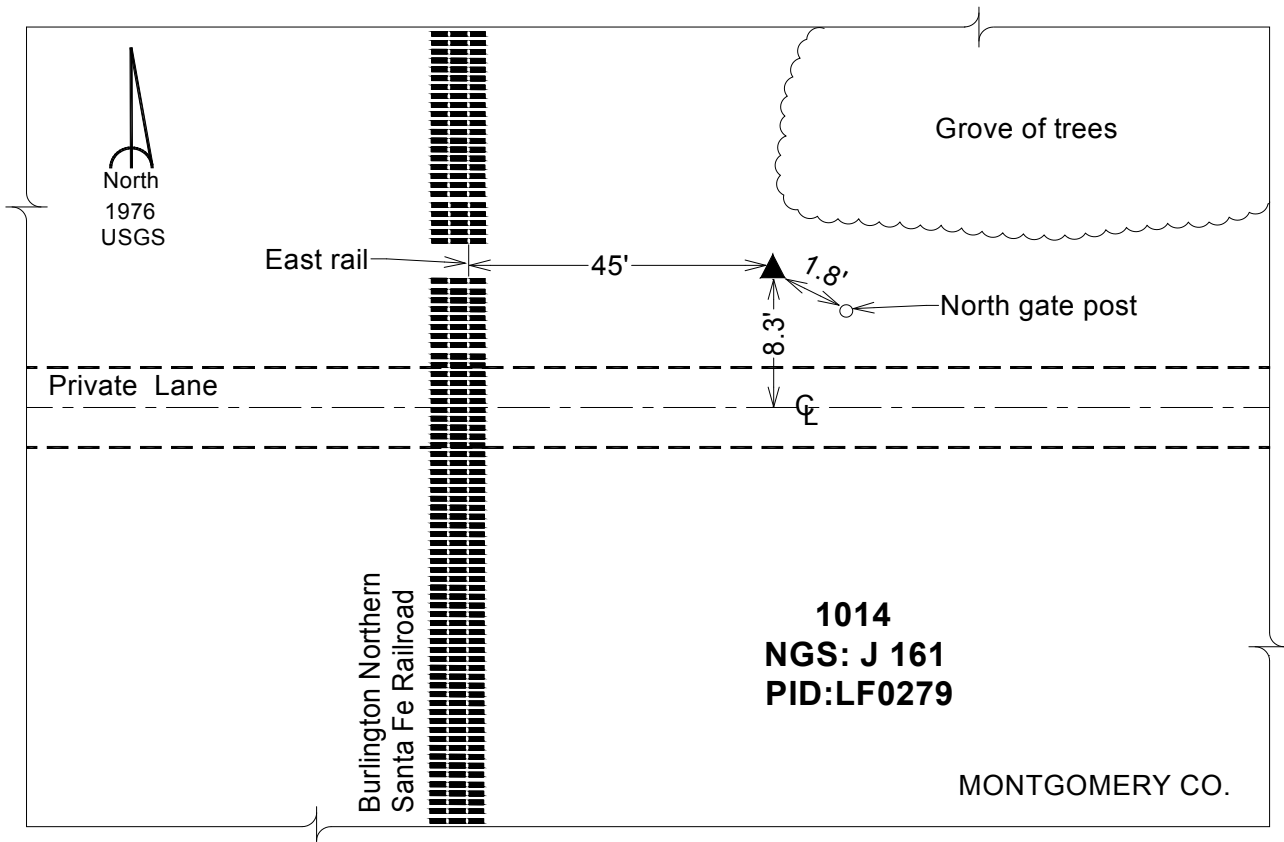 Grove of trees
North
1976
USGS
East rail
45'
1.8'
North gate post
8.3'
Private Lane
CL
Burlington Northern
Santa Fe Railroad
1014
NGS: J 161
PID:LF0279
MONTGOMERY CO.